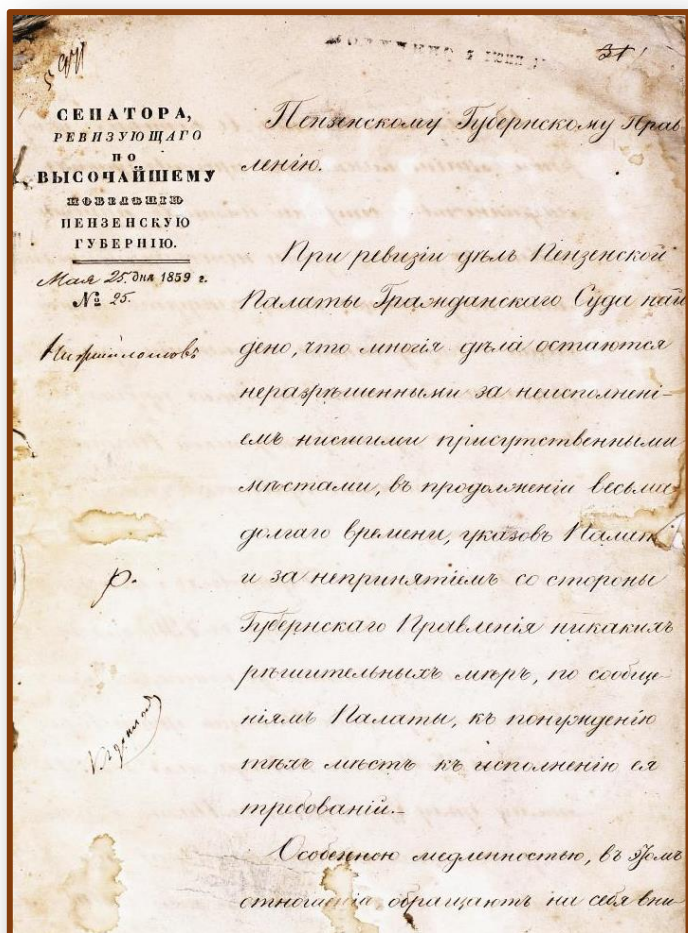 31
СЕНАТОРА,
РЕВИЗУЮЩАГО
ПО
ВЫСОЧАЙШЕМУ
ПОВЕЛѢНІЮ
ПЕНЗЕНСКУЮ
ГУБЕРНІЮ.
Мая 25 дня 1859 г.
№ 25.
Пензенскому Губернскому Прав
ленію.
При ревизіи дѣлъ Пензенской
Палаты Гражданскаго Суда най
дено, что многія дѣла остаются
неразрѣшенными за неисполнені-
емъ нисшими присутственными
мѣстами, въ продолженіи весьма
долгаго времени, указовъ Палаты
и за непринятіемъ со стороны
Губернскаго Правленія никакихъ
рѣшительныхъ мѣръ, по сообще
ніямъ Палаты, къ понужденію
тѣхъ мѣстъ къ исполненію ея
требованій.-
Особенною медленностью, въ этомъ
отношеніи обращаютъ на себя вни